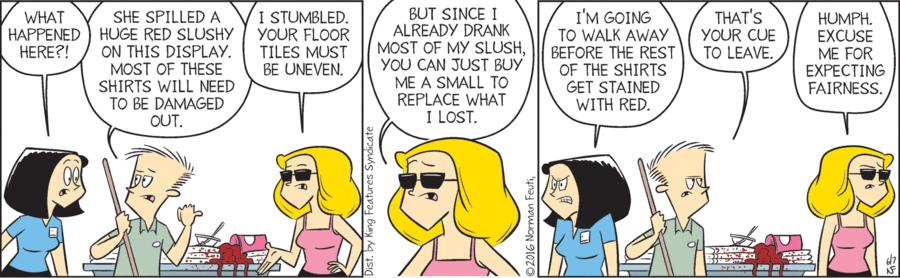 WHAT
HAPPENED
HERE?!
SHE SPILLED A
HUGE RED SLUSHY
ON THIS DISPLAY.
MOST OF THESE
SHIRTS WILL NEED
TO BE DAMAGED
OUT.
I STUMBLED.
YOUR FLOOR
TILES MUST
BE UNEVEN.
Dist. by King Features Syndicate
BUT SINCE I
ALREADY DRANK
MOST OF MY SLUSH,
YOU CAN JUST BUY
ME A SMALL TO
REPLACE WHAT
I LOST.
©2016 Norman Feuti,
I'M GOING
TO WALK AWAY
BEFORE THE REST
OF THE SHIRTS
GET STAINED
WITH RED.
THAT'S
YOUR CUE
TO LEAVE.
HUMPH.
EXCUSE
ME FOR
EXPECTING
FAIRNESS.
6/7
NF